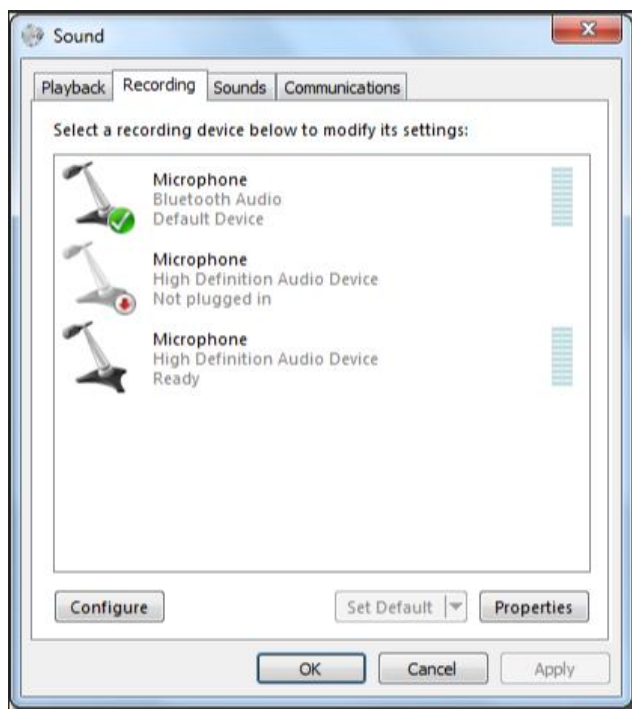 Sound
Playback Recording Sounds Communications
Select a recording device below to modify its settings:
Microphone
Bluetooth Audio
Default Device
Microphone
High Definition Audio Device
Not plugged in
Microphone
High Definition Audio Device
Ready
Configure Set Default Properties
OK Cancel Apply